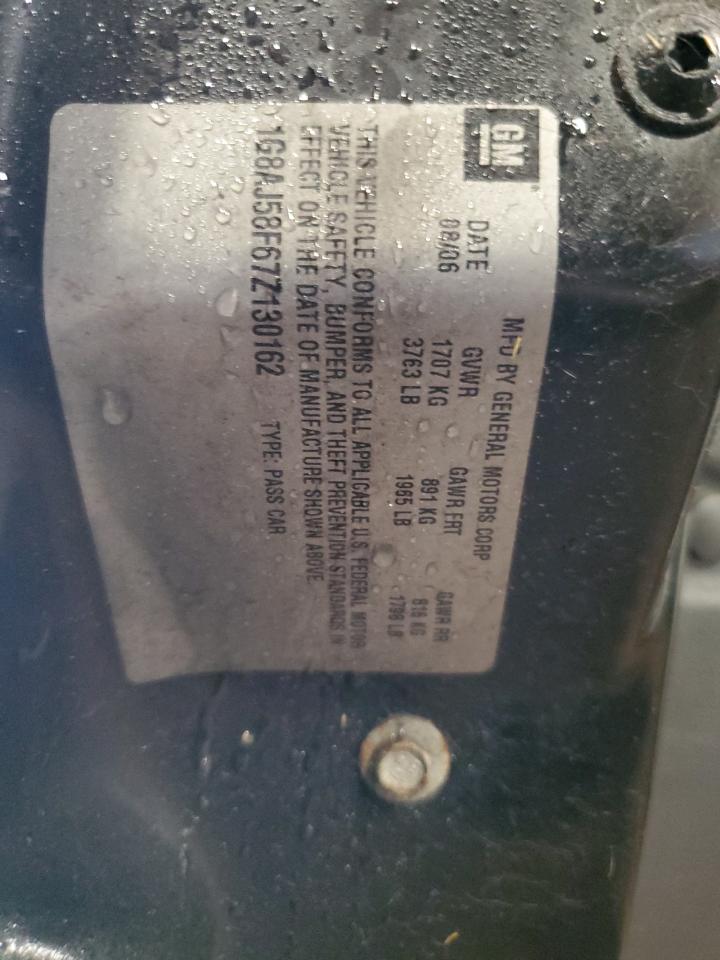 GM
MFD BY GENERAL MOTORS CORP
DATE GVWR GAWR FRT GAWR RR
08/06 1707 KG 891 KG 816 KG
3763 LB 1965 LB 1798 LB
THIS VEHICLE CONFORMS TO ALL APPLICABLE U.S. FEDERAL MOTOR
VEHICLE SAFETY, BUMPER, AND THEFT PREVENTION STANDARDS IN
EFFECT ON THE DATE OF MANUFACTURE SHOWN ABOVE.
1G8AJ58F67Z130162 TYPE: PASS CAR